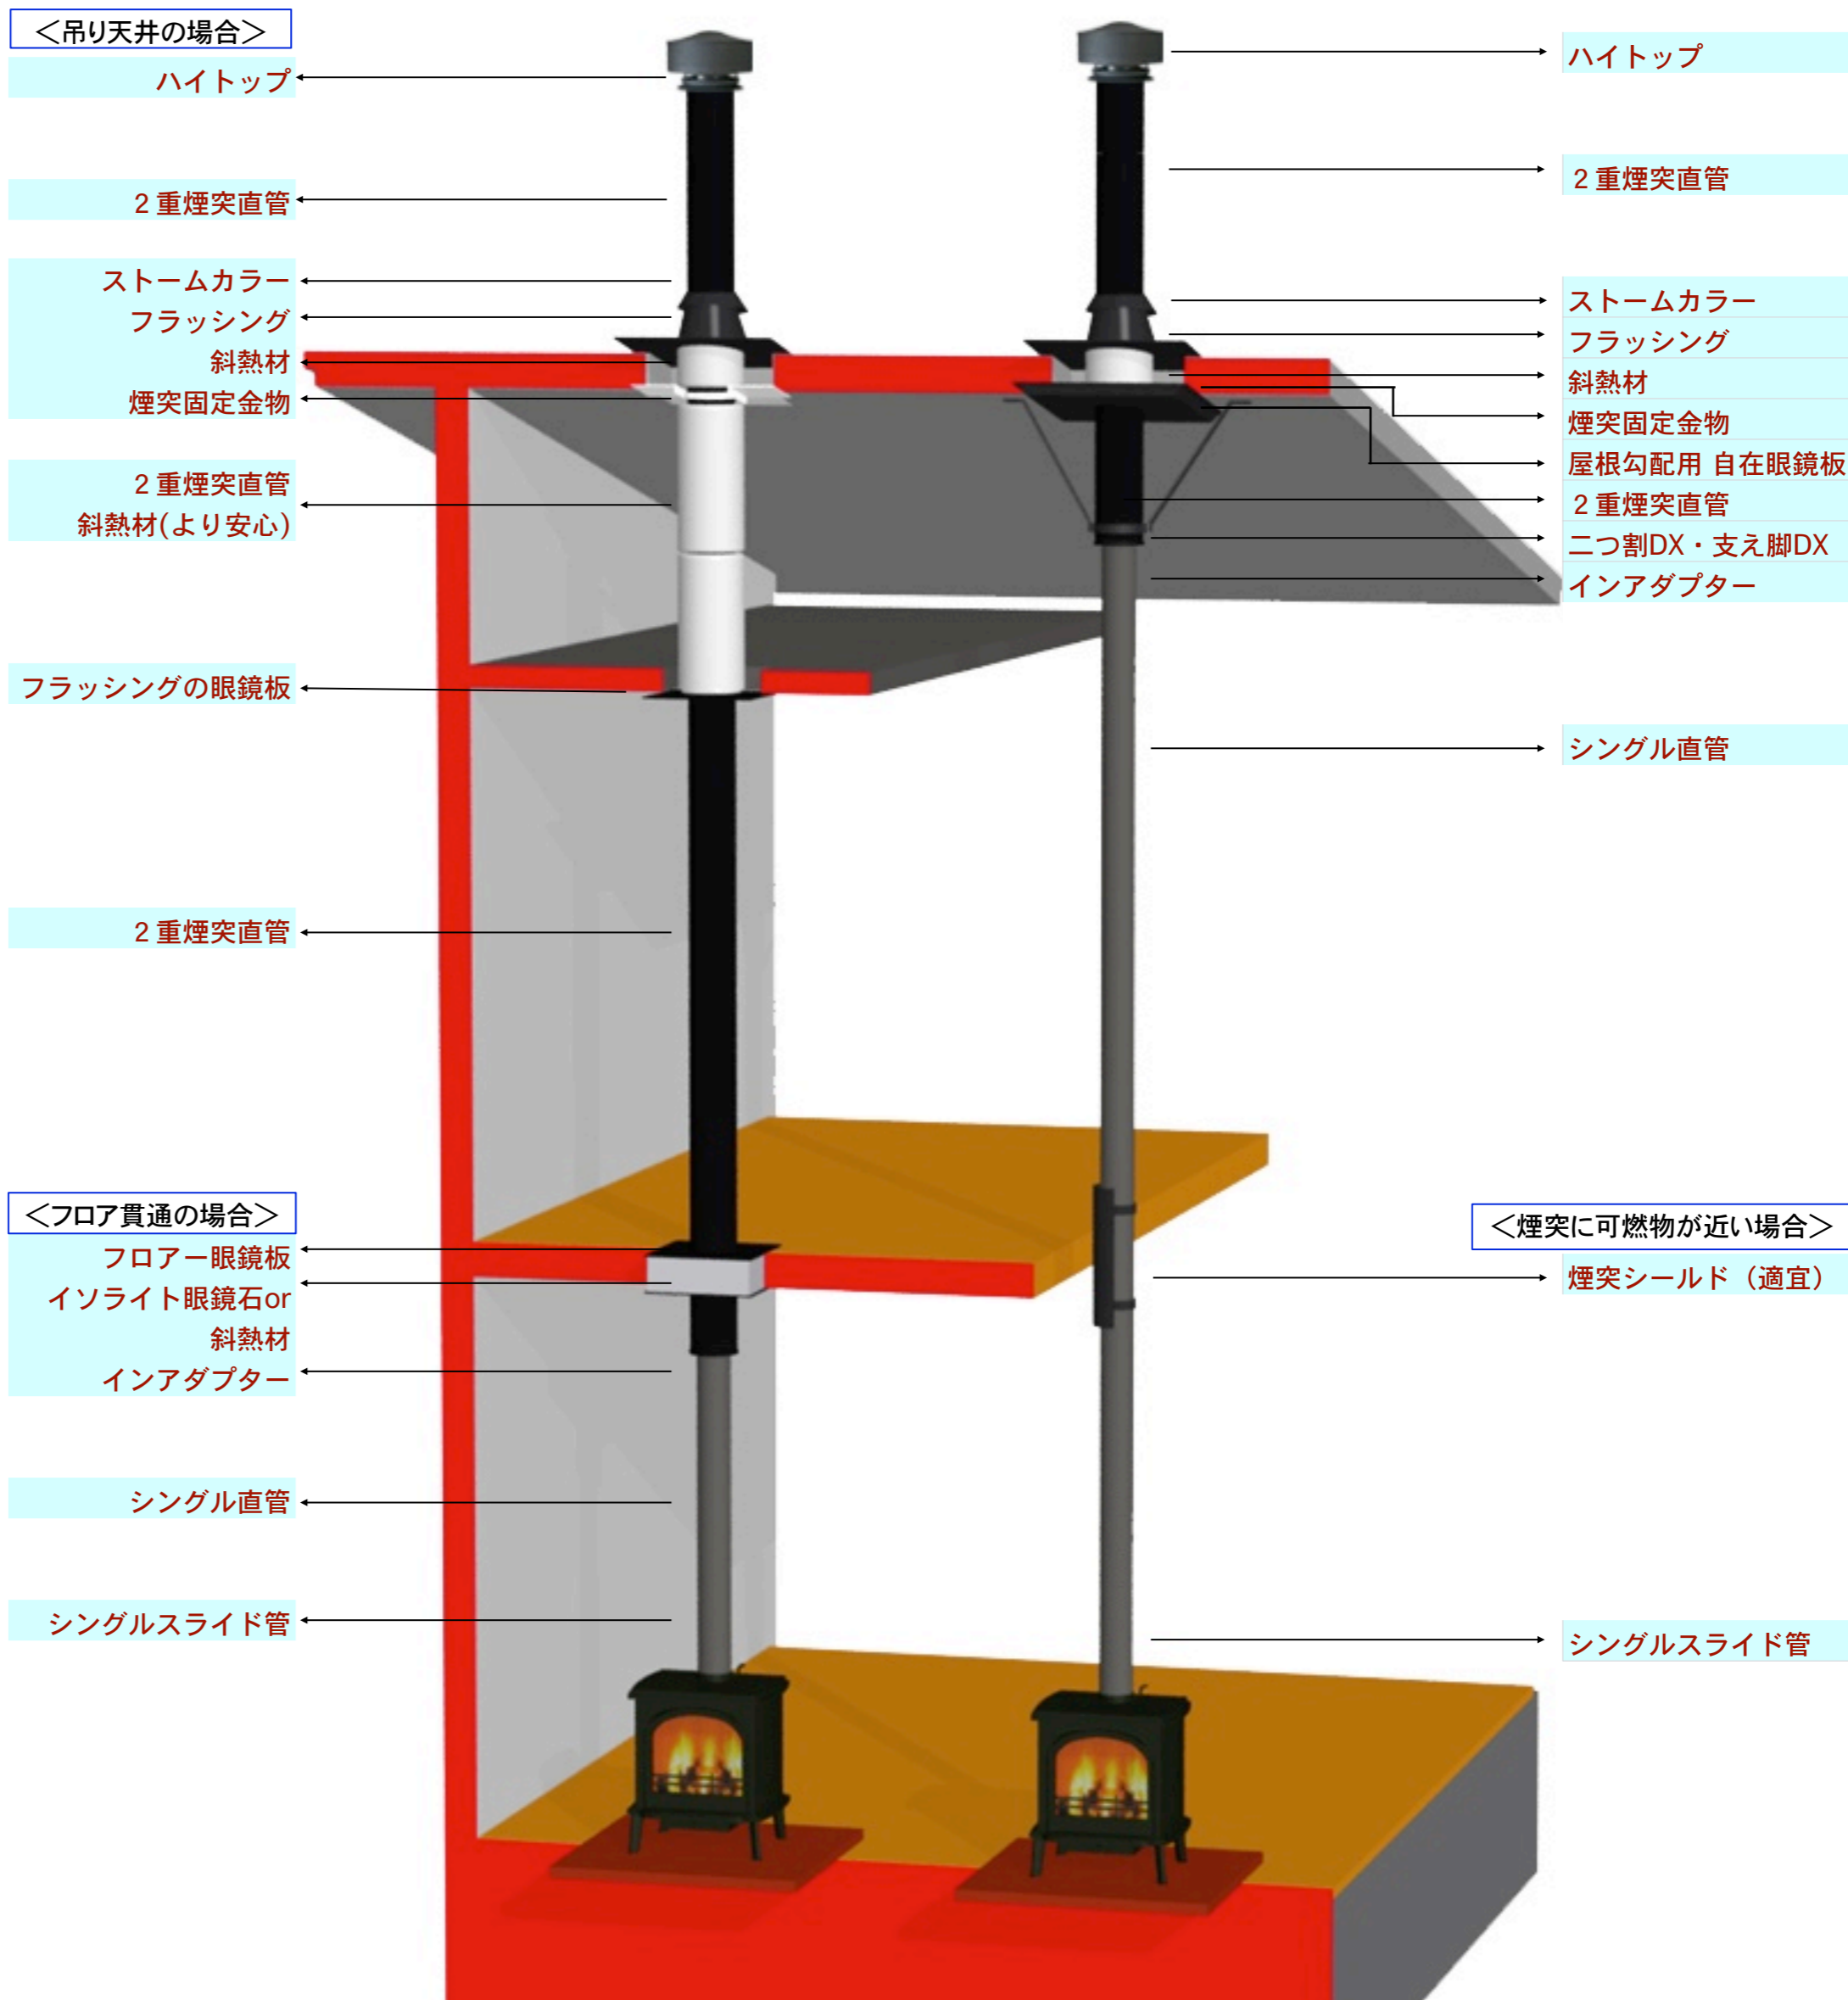 ＜吊り天井の場合＞
ハイトップ
２重煙突直管
ストームカラー
フラッシング
斜熱材
煙突固定金物
２重煙突直管
斜熱材(より安心)
フラッシングの眼鏡板
２重煙突直管
＜フロア貫通の場合＞
フロアー眼鏡板
イソライト眼鏡石or
斜熱材
インアダプター
シングル直管
シングルスライド管
ハイトップ
２重煙突直管
ストームカラー
フラッシング
斜熱材
煙突固定金物
屋根勾配用 自在眼鏡板
２重煙突直管
二つ割DX・支え脚DX
インアダプター
シングル直管
＜煙突に可燃物が近い場合＞
煙突シールド（適宜）
シングルスライド管